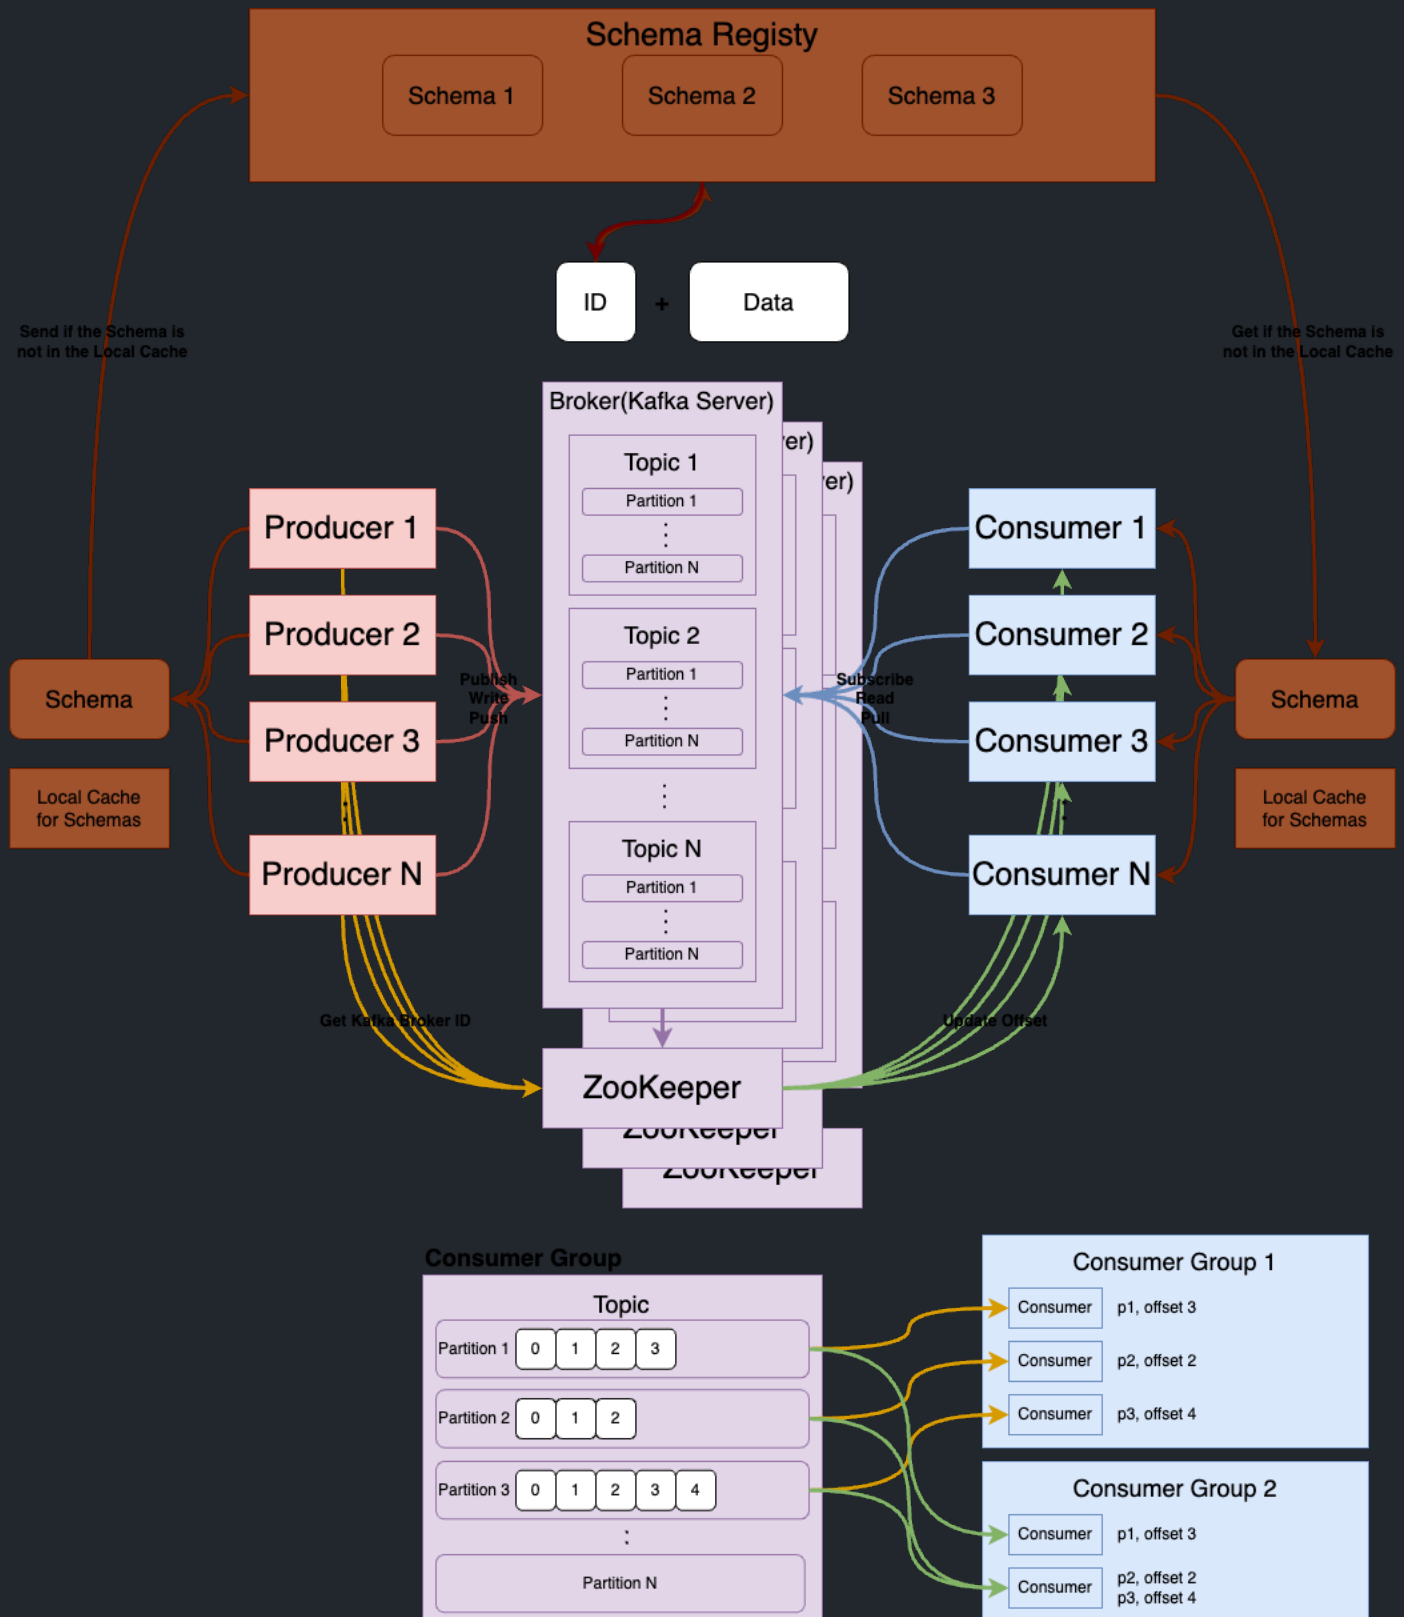 Schema Registy
Schema 1
Schema 2
Schema 3
Send if the Schema is
not in the Local Cache
ID
+
Data
Get if the Schema is
not in the Local Cache
Broker(Kafka Server)
ver)
ver)
Topic 1
Partition 1
Partition N
Topic 2
Partition 1
Partition N
Topic N
Partition 1
Partition N
Producer 1
Producer 2
Producer 3
Producer N
Publish
Write
Push
Subscribe
Read
Pull
Consumer 1
Consumer 2
Consumer 3
Consumer N
Schema
Local Cache
for Schemas
Schema
Local Cache
for Schemas
Get Kafka Broker ID
Update Offset
ZooKeeper
ZooKeeper
ZooKeeper
Consumer Group
Topic
Partition 1 0 1 2 3
Partition 2 0 1 2
Partition 3 0 1 2 3 4
Partition N
Consumer Group 1
Consumer p1, offset 3
Consumer p2, offset 2
Consumer p3, offset 4
Consumer Group 2
Consumer p1, offset 3
Consumer p2, offset 2
p3, offset 4